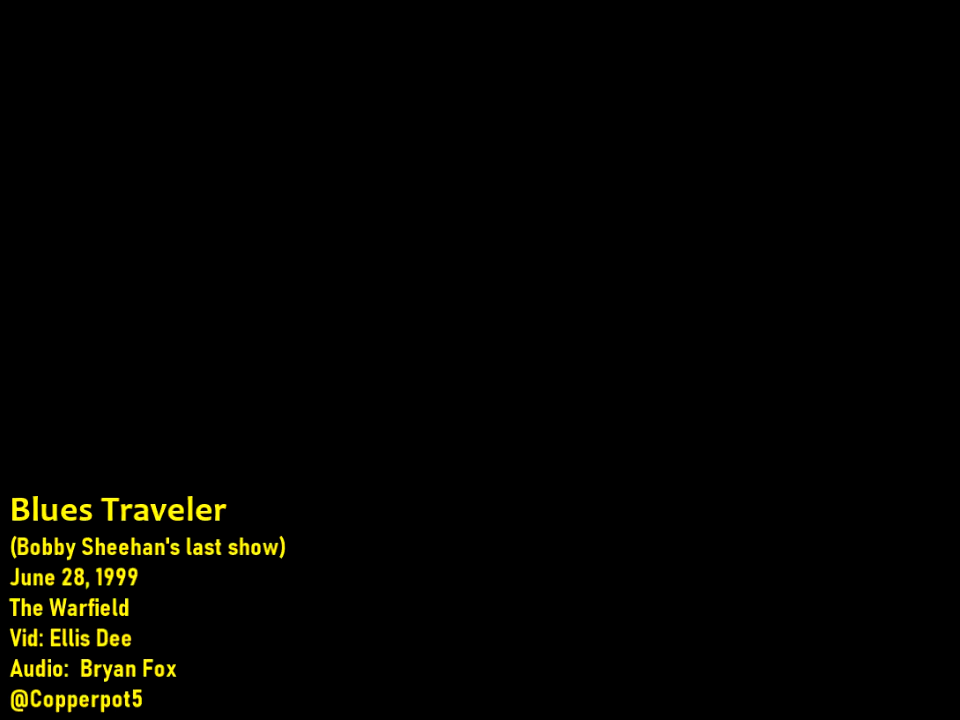 Blues Traveler
(Bobby Sheehan's last show)
June 28, 1999
The Warfield
Vid: Ellis Dee
Audio:  Bryan Fox
@Copperpot5